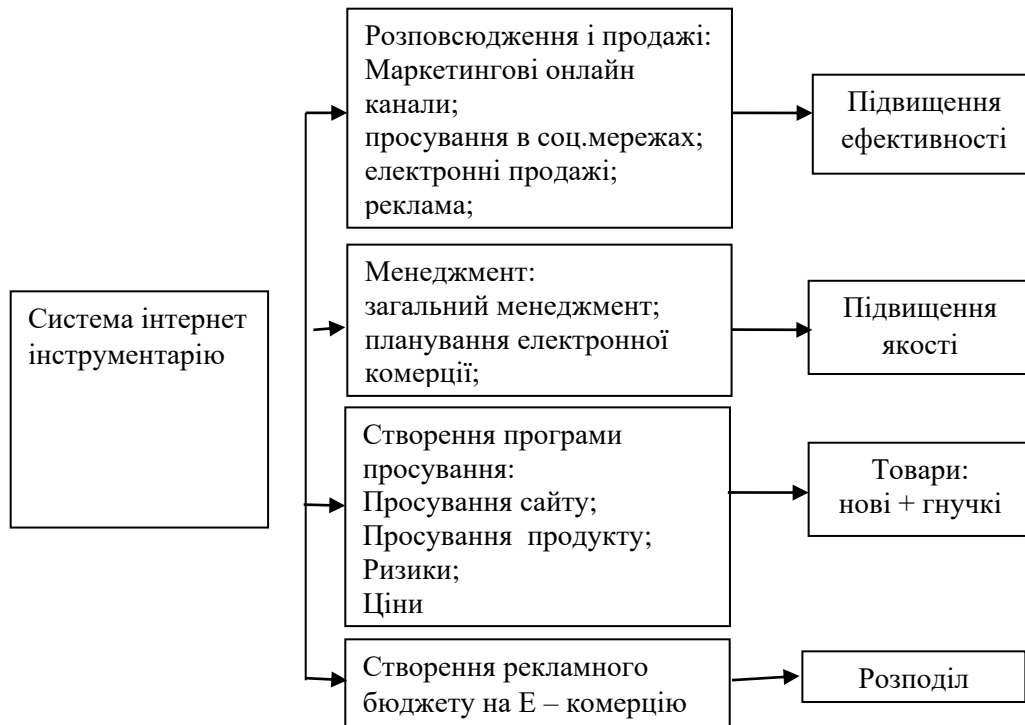 Система інтернет
інструментарію
Розповсюдження і продажі:
Маркетингові онлайн
канали;
просування в соц.мережах;
електронні продажі;
реклама;
Підвищення
ефективності
Менеджмент:
загальний менеджмент;
планування електронної
комерції;
Підвищення
якості
Створення програми
просування:
Просування сайту;
Просування продукту;
Ризики;
Ціни
Товари:
нові + гнучкі
Створення рекламного
бюджету на Е – комерцію
Розподіл